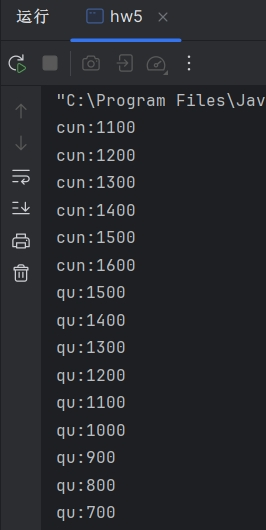 运行 hw5
"C:\Program Files\Jav
cun:1100
cun:1200
cun:1300
cun:1400
cun:1500
cun:1600
qu:1500
qu:1400
qu:1300
qu:1200
qu:1100
qu:1000
qu:900
qu:800
qu:700